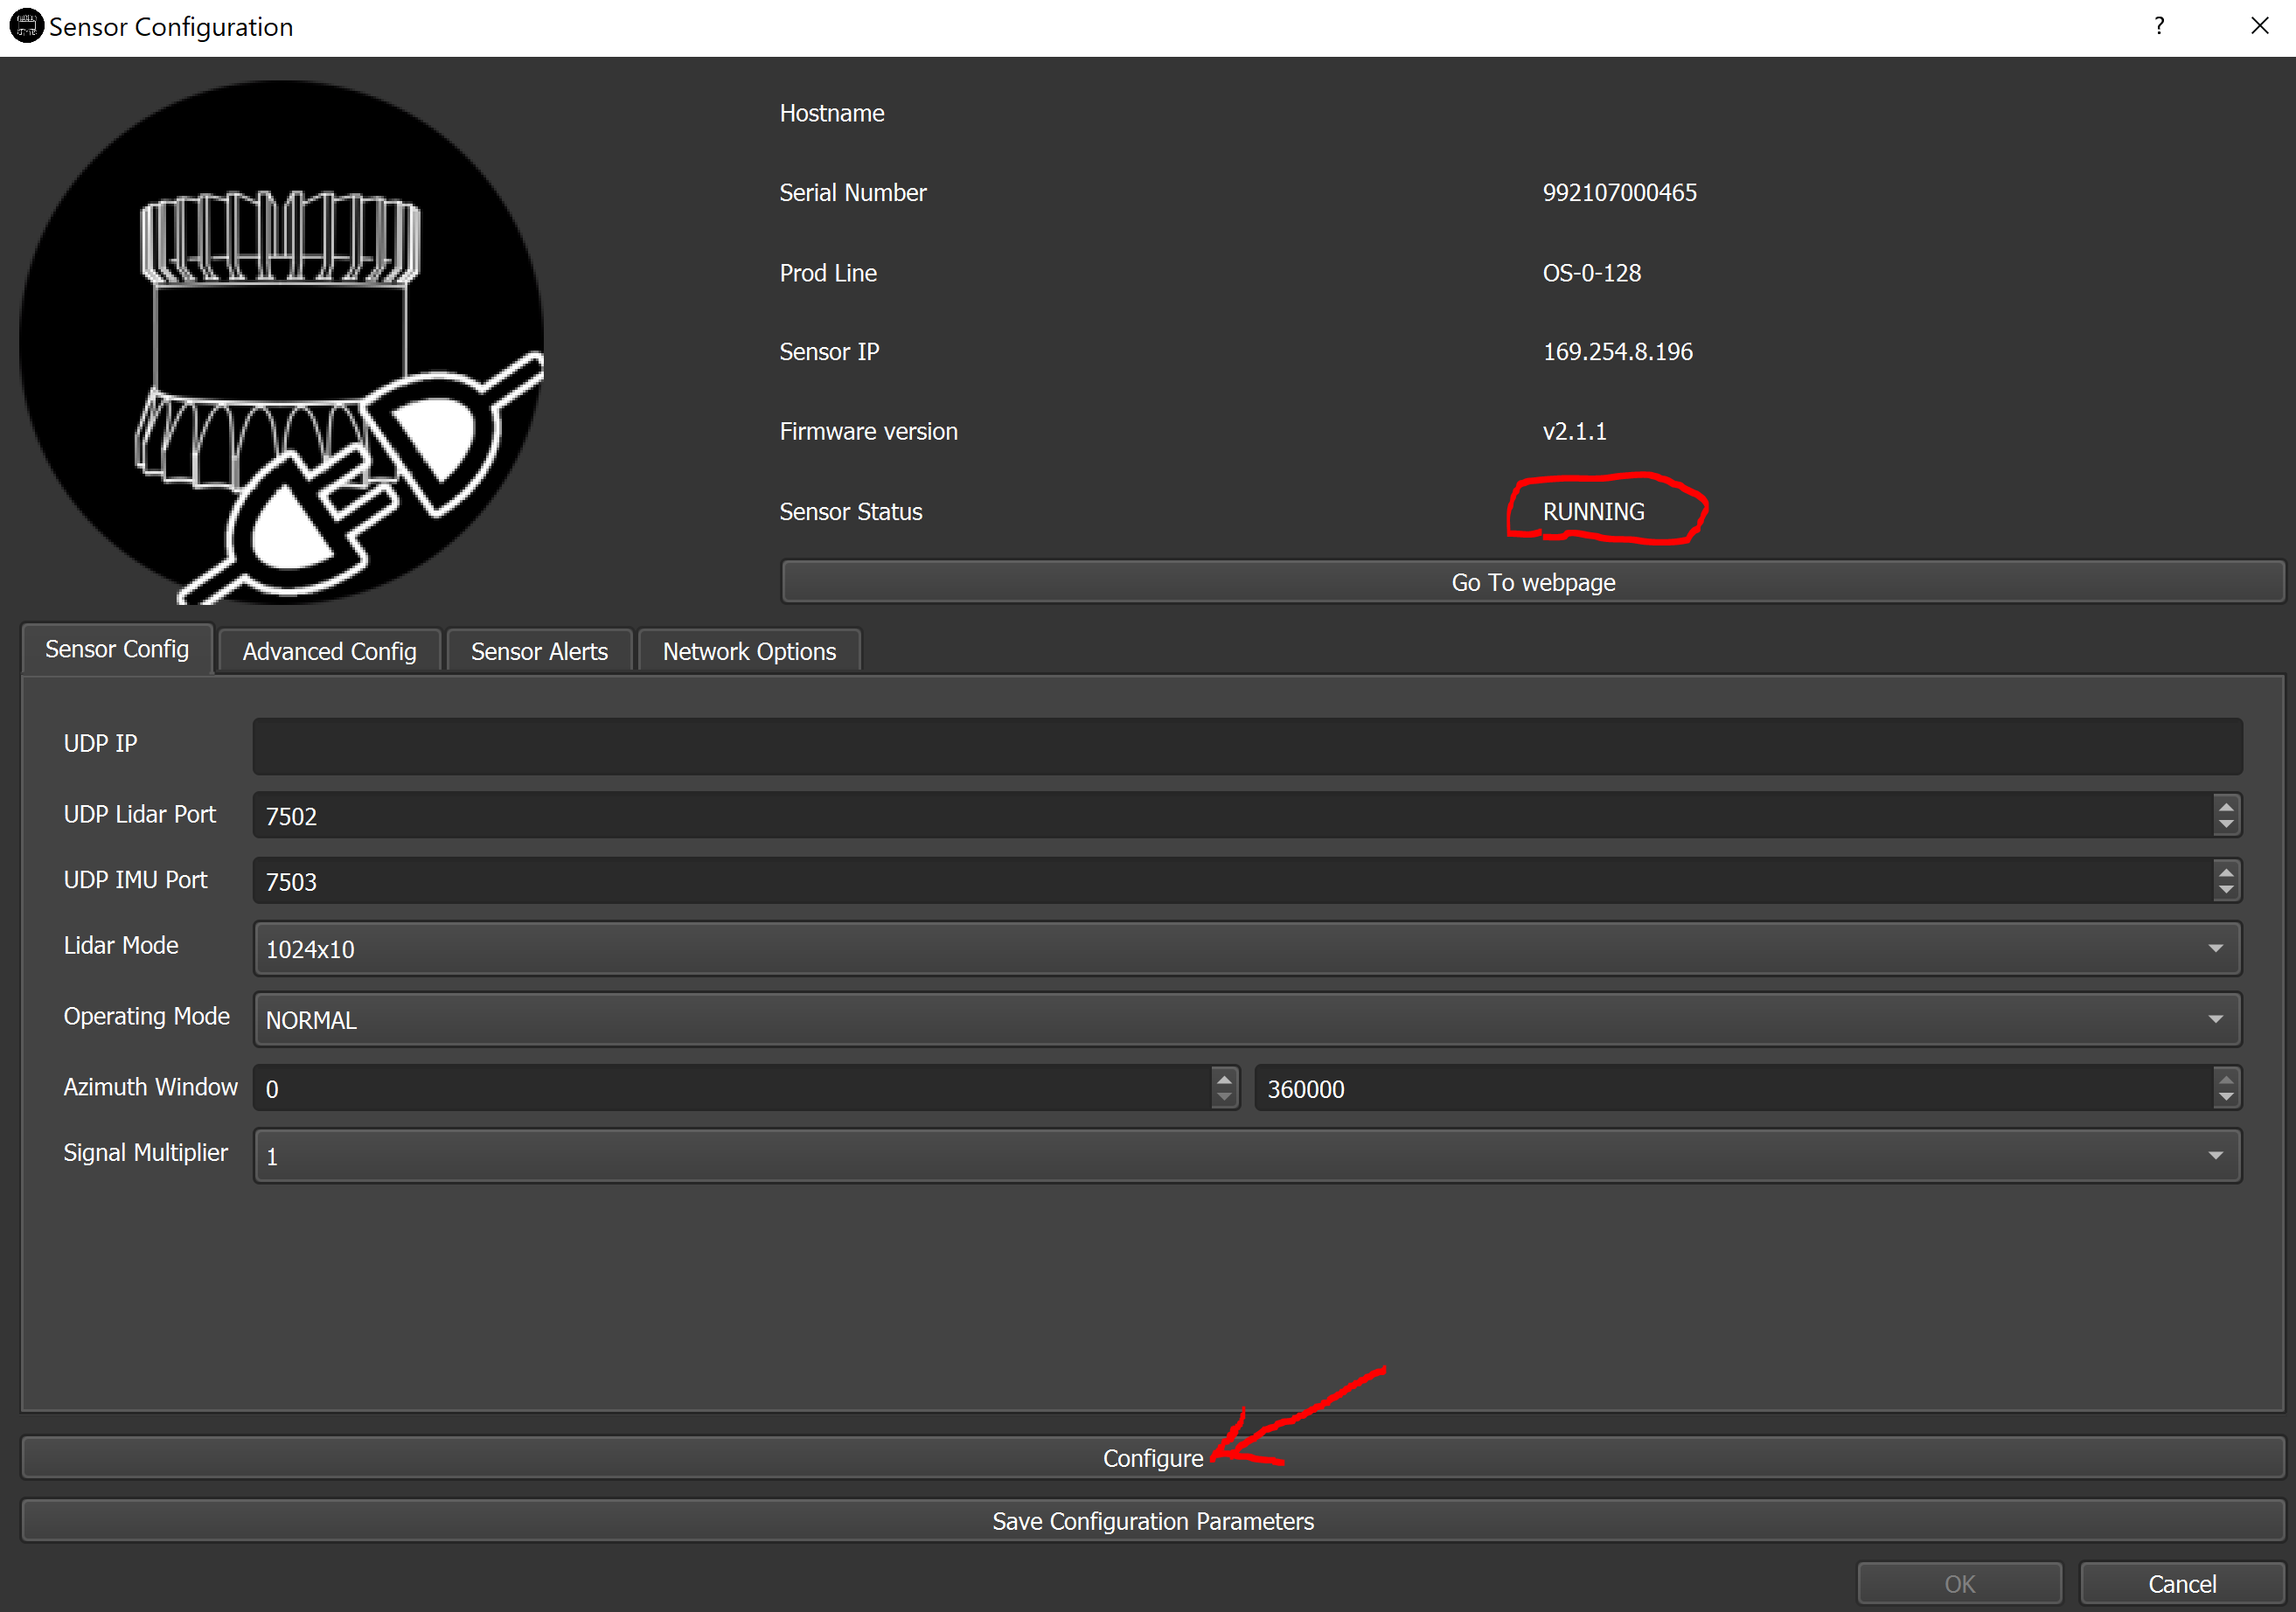 Sensor Configuration
?
Hostname
Serial Number 992107000465
Prod Line OS-0-128
Sensor IP 169.254.8.196
Firmware version v2.1.1
Sensor Status RUNNING
Go To webpage
Sensor Config Advanced Config Sensor Alerts Network Options
UDP IP
UDP Lidar Port 7502
UDP IMU Port 7503
Lidar Mode 1024x10
Operating Mode NORMAL
Azimuth Window 0 360000
Signal Multiplier 1
Configure
Save Configuration Parameters
OK Cancel